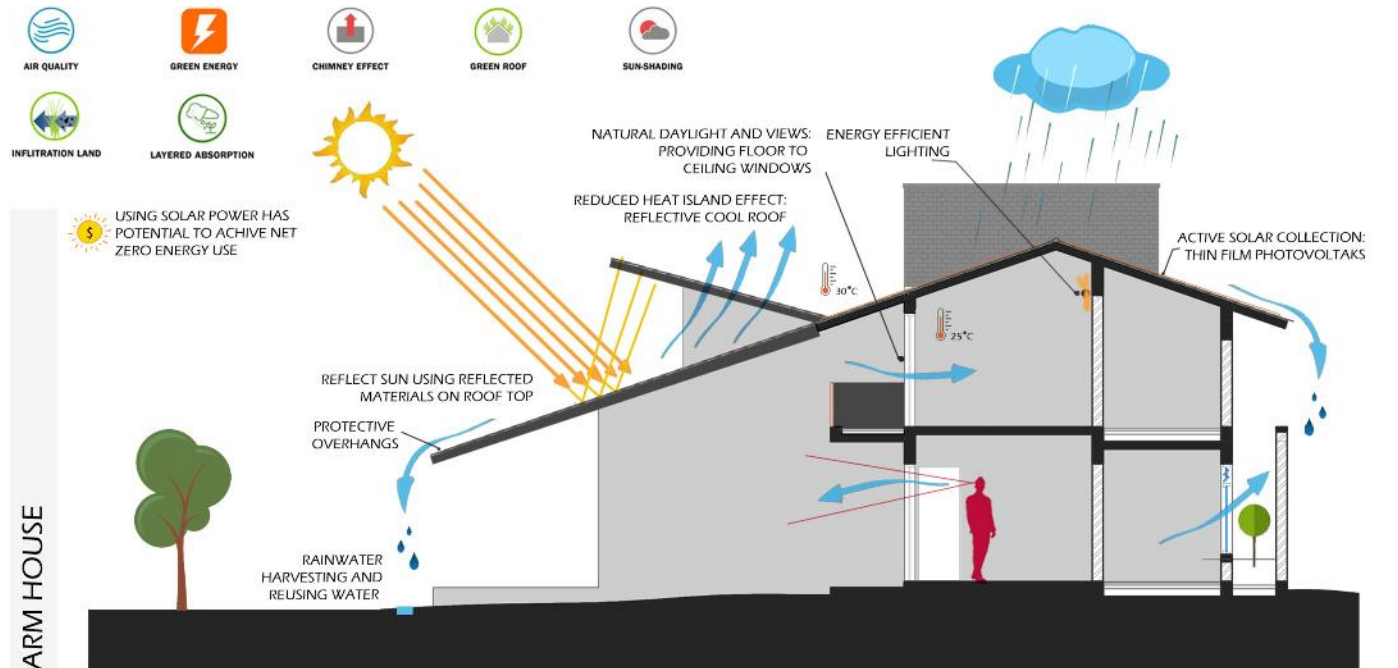 AIR QUALITY
GREEN ENERGY
CHIMNEY EFFECT
GREEN ROOF
SUN-SHADING
INFLITRATION LAND
LAYERED ABSORPTION
$
USING SOLAR POWER HAS
POTENTIAL TO ACHIVE NET
ZERO ENERGY USE
NATURAL DAYLIGHT AND VIEWS:
PROVIDING FLOOR TO
CEILING WINDOWS
ENERGY EFFICIENT
LIGHTING
REDUCED HEAT ISLAND EFFECT:
REFLECTIVE COOL ROOF
ACTIVE SOLAR COLLECTION:
THIN FILM PHOTOVOLTAKS
30°C
25°C
REFLECT SUN USING REFLECTED
MATERIALS ON ROOF TOP
PROTECTIVE
OVERHANGS
RAINWATER
HARVESTING AND
REUSING WATER
ARM HOUSE